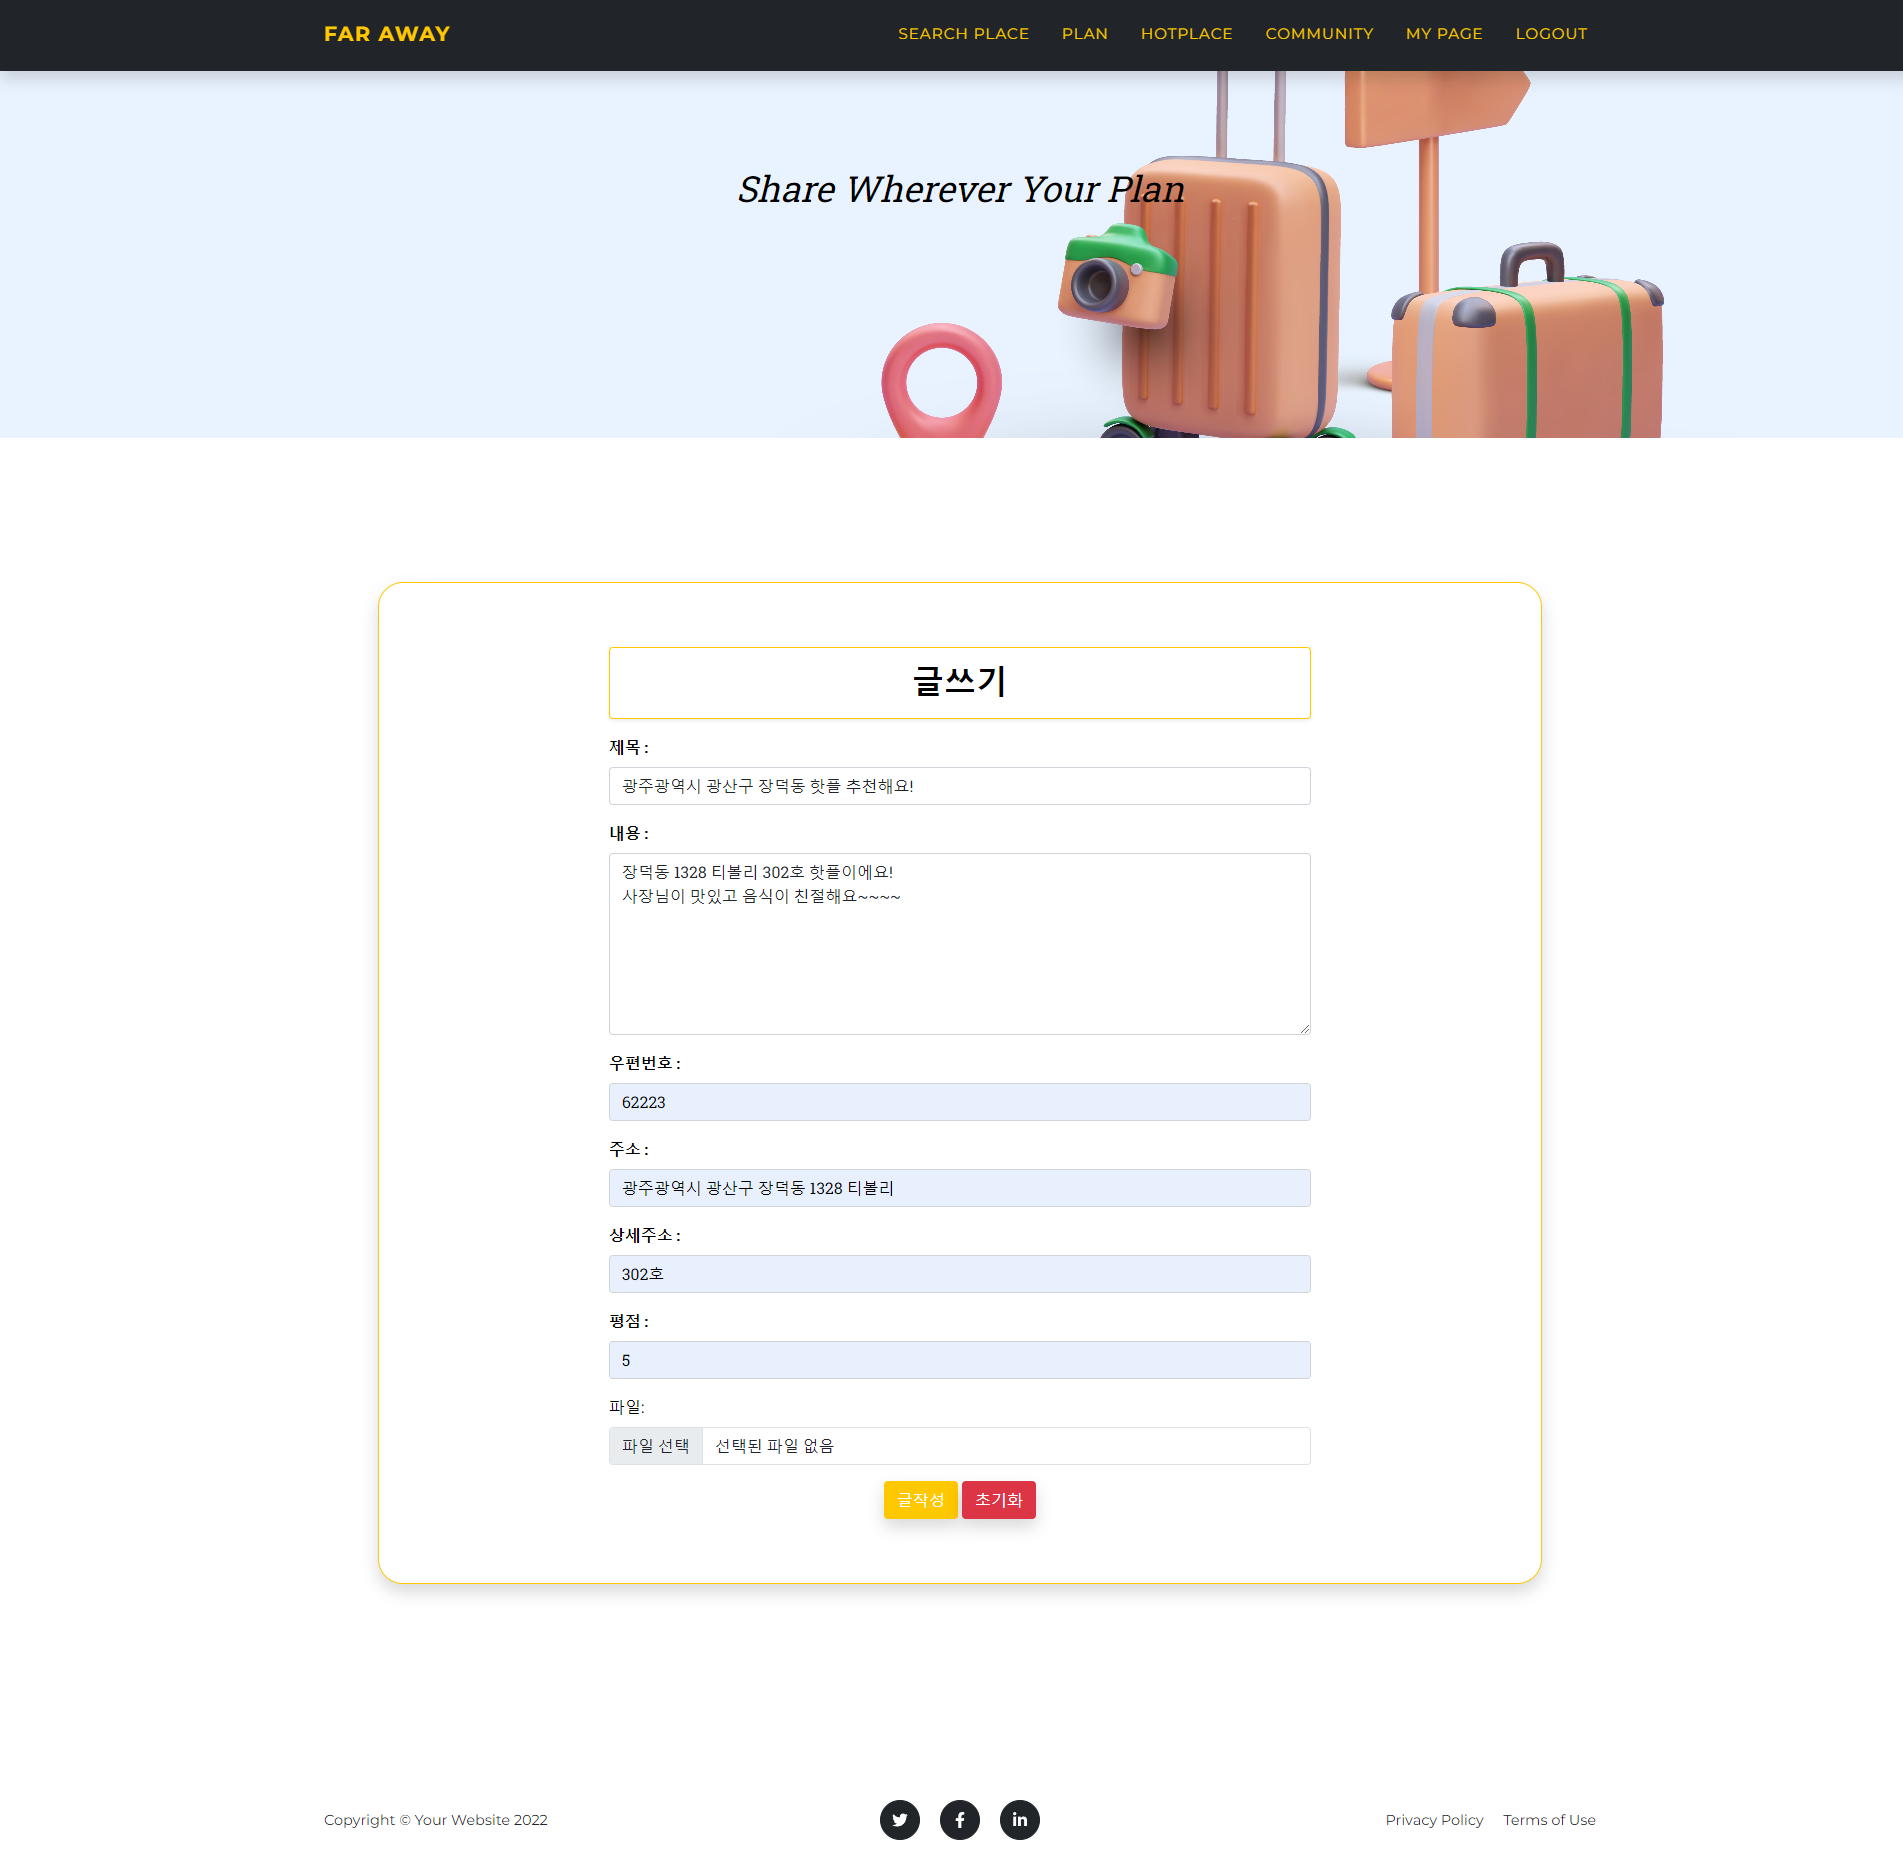 FAR AWAY
SEARCH PLACE PLAN HOTPLACE COMMUNITY MY PAGE LOGOUT
Share Wherever Your Plan
글쓰기
제목 :
광주광역시 광산구 장덕동 핫플 추천해요!
내용 :
장덕동 1328 티볼리 302호 핫플이에요!
사장님이 맛있고 음식이 친절해요~~~~
우편번호 :
62223
주소 :
광주광역시 광산구 장덕동 1328 티볼리
상세주소 :
302호
평점 :
5
파일:
파일 선택 선택된 파일 없음
글작성 초기화
Copyright © Your Website 2022
Privacy Policy Terms of Use